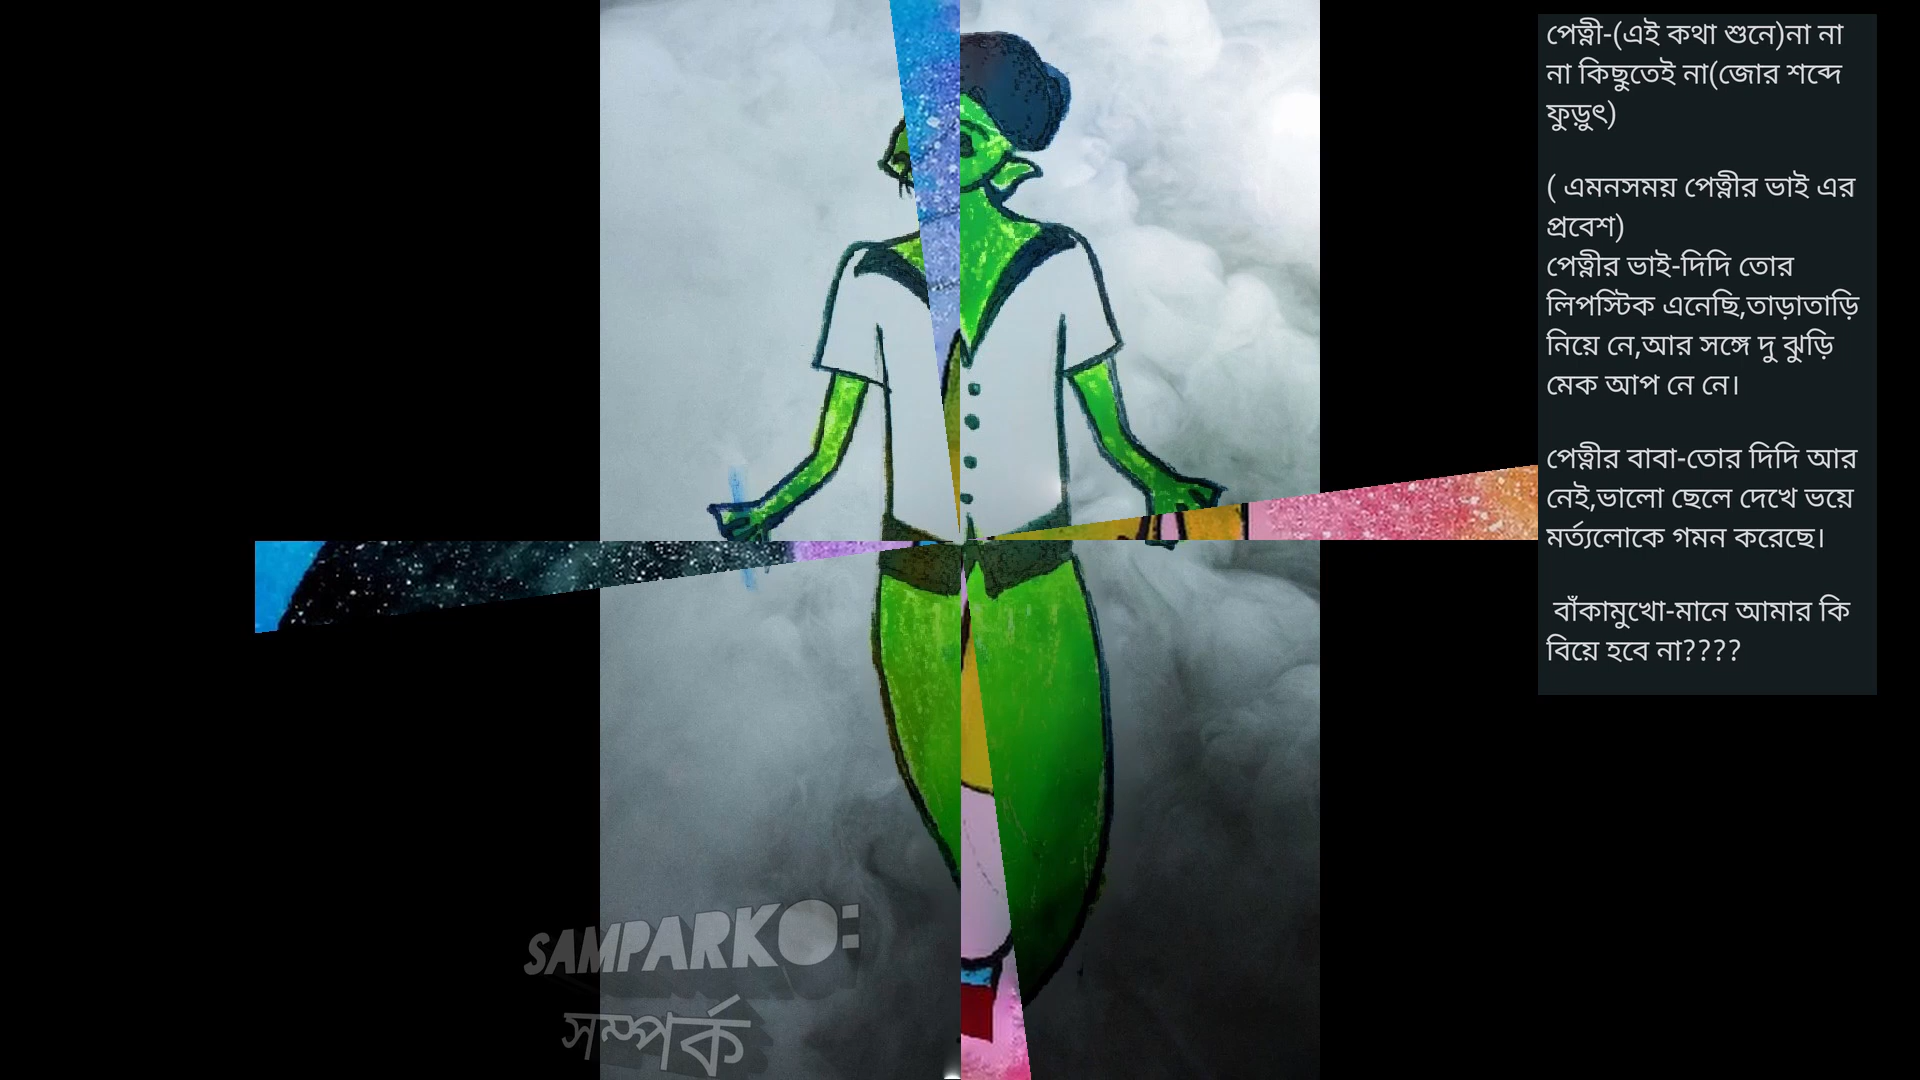 পেত্নী-(এই কথা শুনে)না না
না কিছুতেই না(জোর শব্দে
ফুড়ুৎ)
( এমনসময় পেত্নীর ভাই এর
প্রবেশ)
পেত্নীর ভাই-দিদি তোর
লিপস্টিক এনেছি,তাড়াতাড়ি
নিয়ে নে,আর সঙ্গে দু ঝুড়ি
মেক আপ নে নে।
পেত্নীর বাবা-তোর দিদি আর
নেই,ভালো ছেলে দেখে ভয়ে
মর্ত্যলোকে গমন করেছে।
বাঁকামুখো-মানে আমার কি
বিয়ে হবে না????
SAMPARKO:
সম্পর্ক